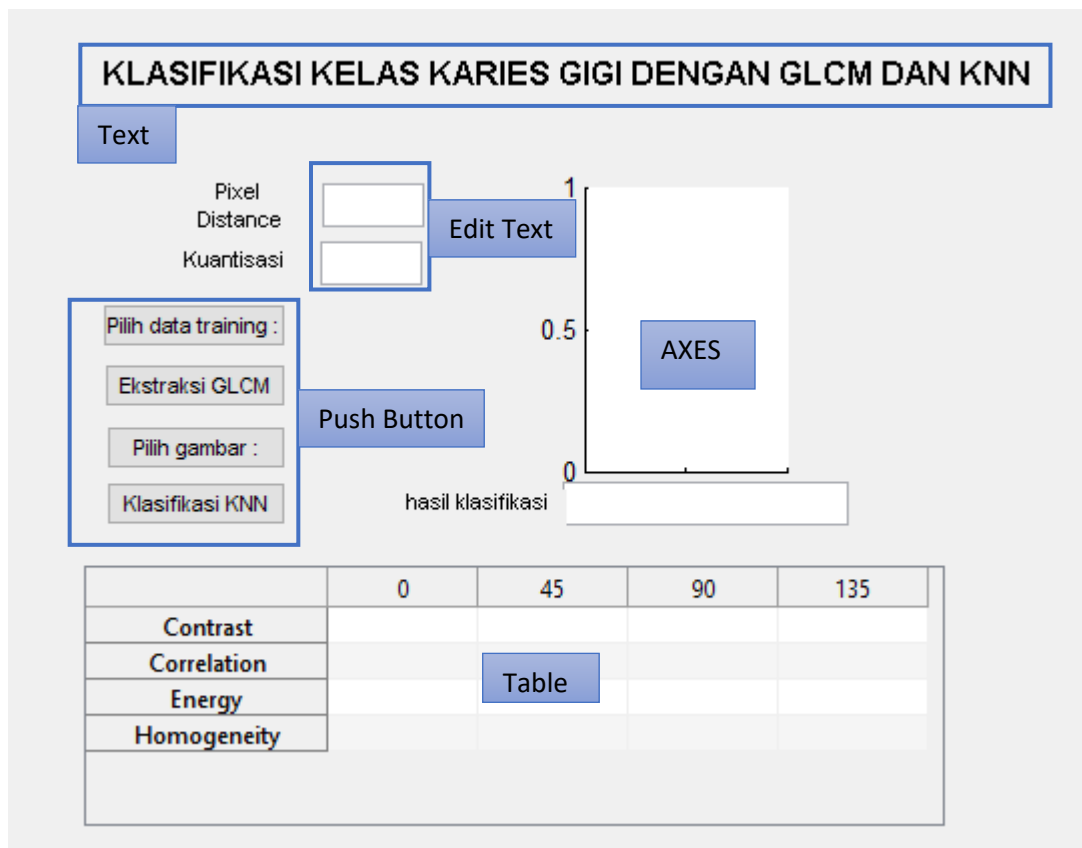 KLASIFIKASI KELAS KARIES GIGI DENGAN GLCM DAN KNN
Text
Pixel
Distance
Kuantisasi
Edit Text
1
0.5
0
AXES
Pilih data training :
Ekstraksi GLCM
Pilih gambar :
Klasifikasi KNN
Push Button
hasil klasifikasi
0 45 90 135
Contrast
Correlation
Energy
Homogeneity
Table